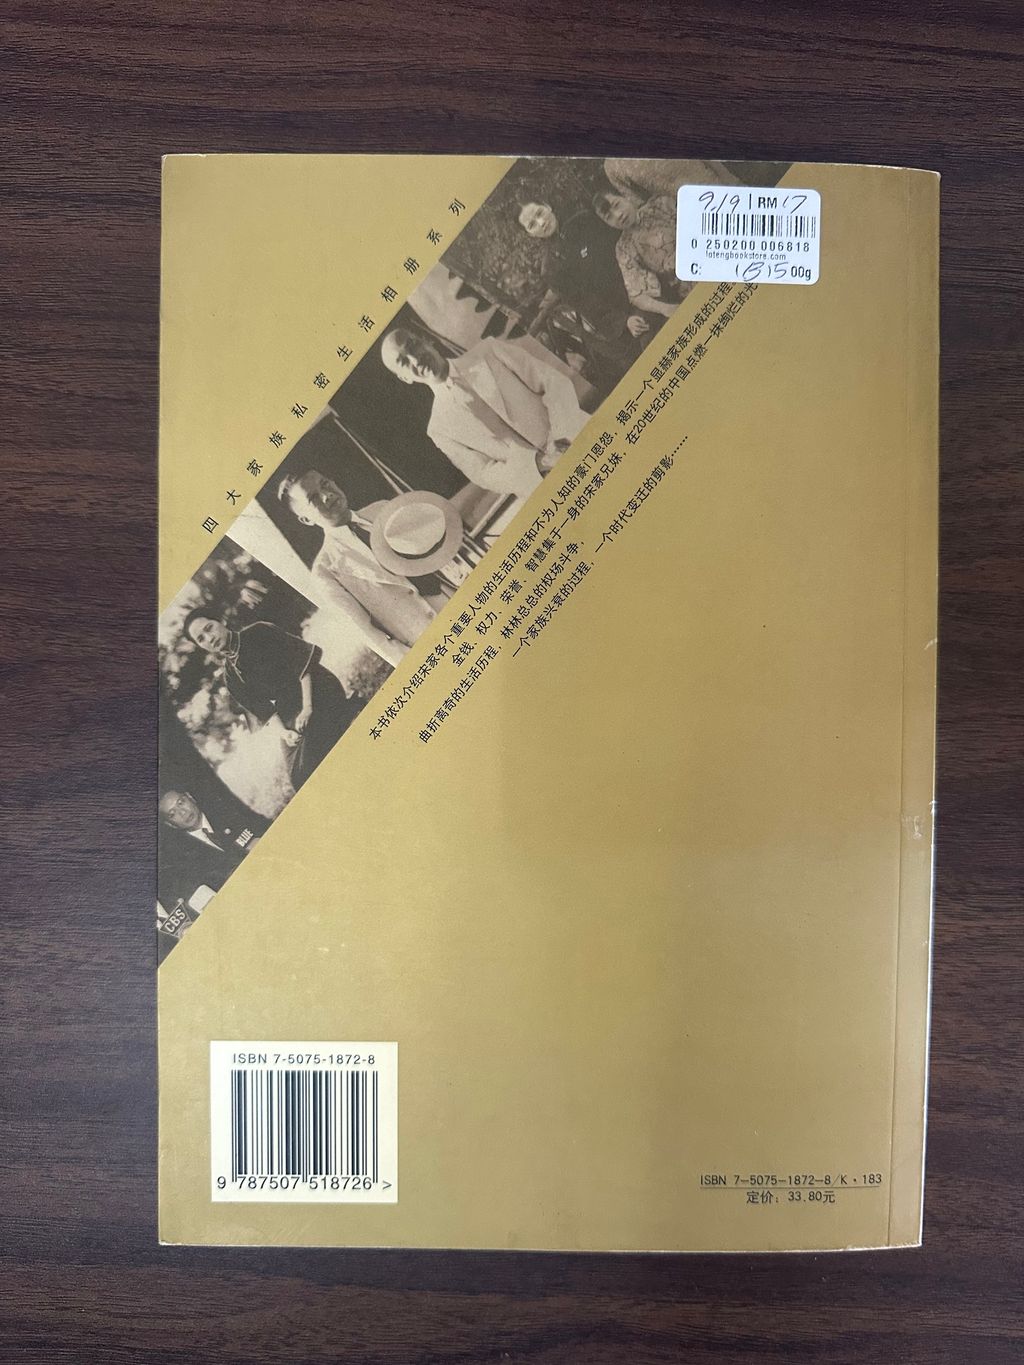 四大家族私密生活相册系列
9.19 | RM 17
0 250200 006818
totengbookstore.com
C: 00g
本书依次介绍宋家各个重要人物的生活历程和不为人知的豪门恩怨，揭示一个显赫家族形成的过程
金钱、权力、荣誉、智慧集于一身的宋家兄妹，在20世纪的中国点燃一抹绚烂的光
曲折离奇的生活历程，林林总总的权场斗争，
一个家族兴衰的过程，一个时代变迁的剪影……
BLUE
CBS
ISBN 7-5075-1872-8
9 787507 518726 >
ISBN 7-5075-1872-8/K·183
定价：33.80元